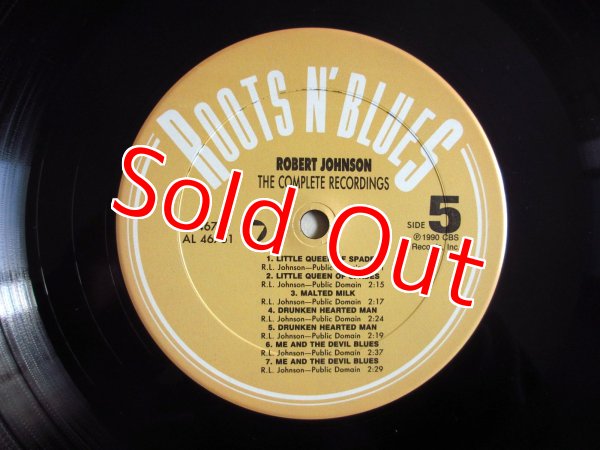 ROOTS N' BLUES
ROBERT JOHNSON
THE COMPLETE RECORDINGS
SIDE 5
AL
℗ 1990 CBS
Records Inc.
Sold Out
1. LITTLE QUEEN OF SPADES
R.L. Johnson—Public Domain
2. LITTLE QUEEN OF SPADES
R.L. Johnson—Public Domain 2:15
3. MALTED MILK
R.L. Johnson—Public Domain 2:17
4. DRUNKEN HEARTED MAN
R.L. Johnson—Public Domain 2:24
5. DRUNKEN HEARTED MAN
R.L. Johnson—Public Domain 2:19
6. ME AND THE DEVIL BLUES
R.L. Johnson—Public Domain 2:37
7. ME AND THE DEVIL BLUES
R.L. Johnson—Public Domain 2:29